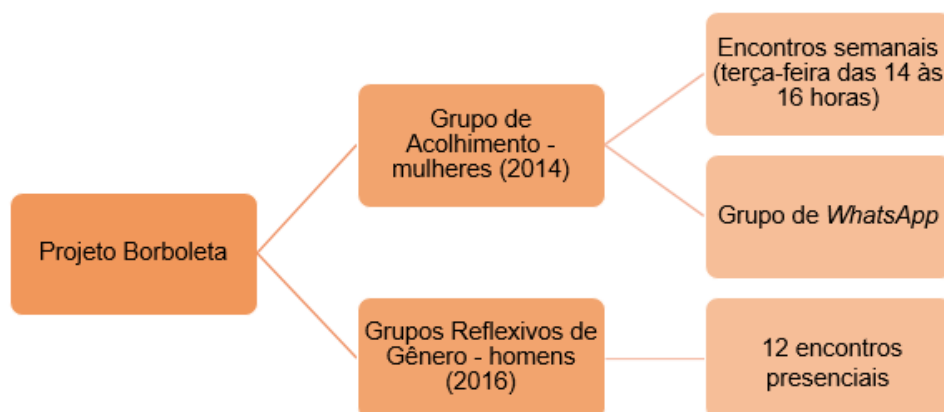 Projeto Borboleta
Grupo de
Acolhimento -
mulheres (2014)
Encontros semanais
(terça-feira das 14 às
16 horas)
Grupo de WhatsApp
Grupos Reflexivos de
Gênero - homens
(2016)
12 encontros
presenciais